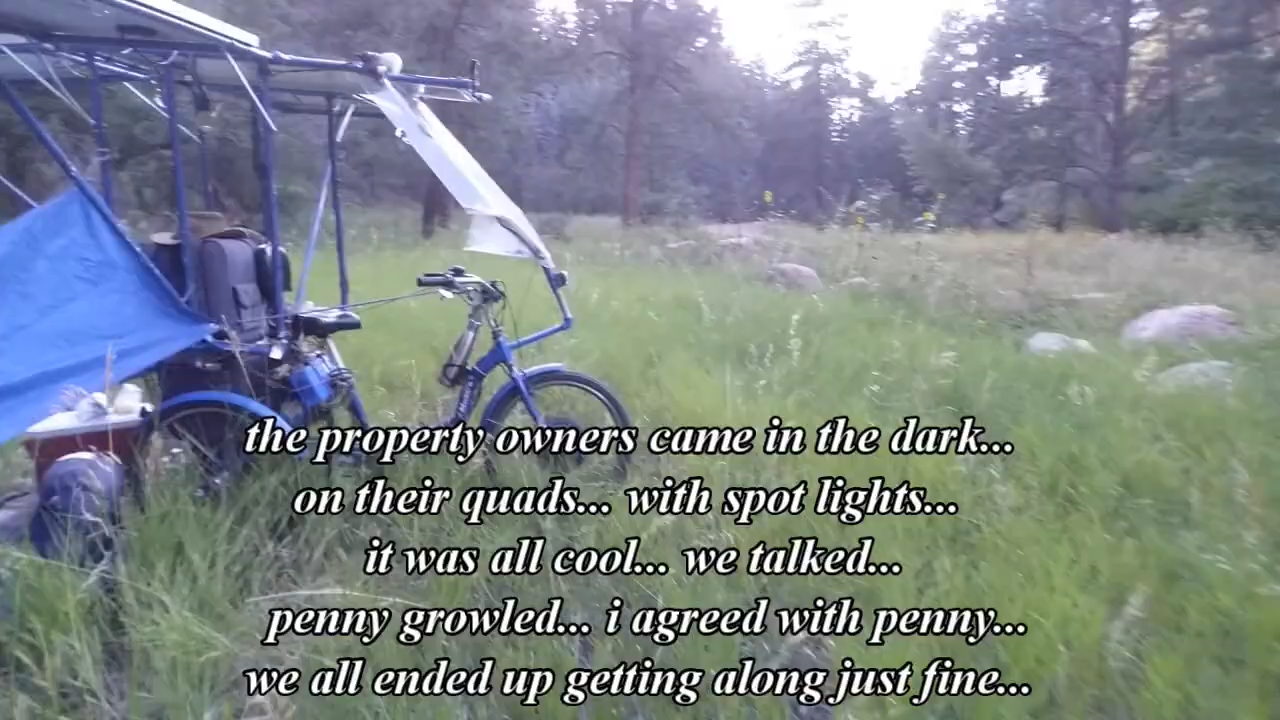 the property owners came in the dark...
on their quads... with spot lights...
it was all cool... we talked...
penny growled... i agreed with penny...
we all ended up getting along just fine...